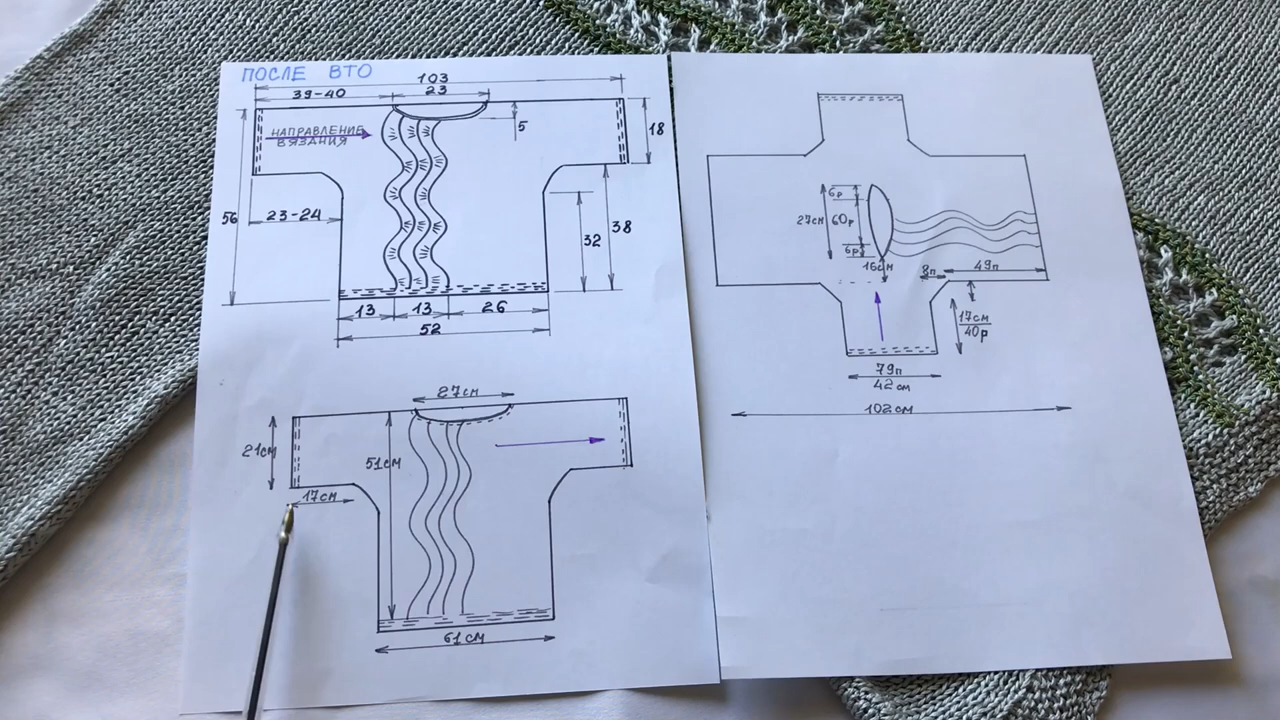 ПОСЛЕ ВТО
103
39-40
23
НАПРАВЛЕНИЕ
ВЯЗАНИЯ
5
18
56
23-24
32
38
13
13
26
52
27см
21см
51см
17см
61см
6р
27см
60р
6р
16см
8п
49п
17см
40р
79п
42см
102см